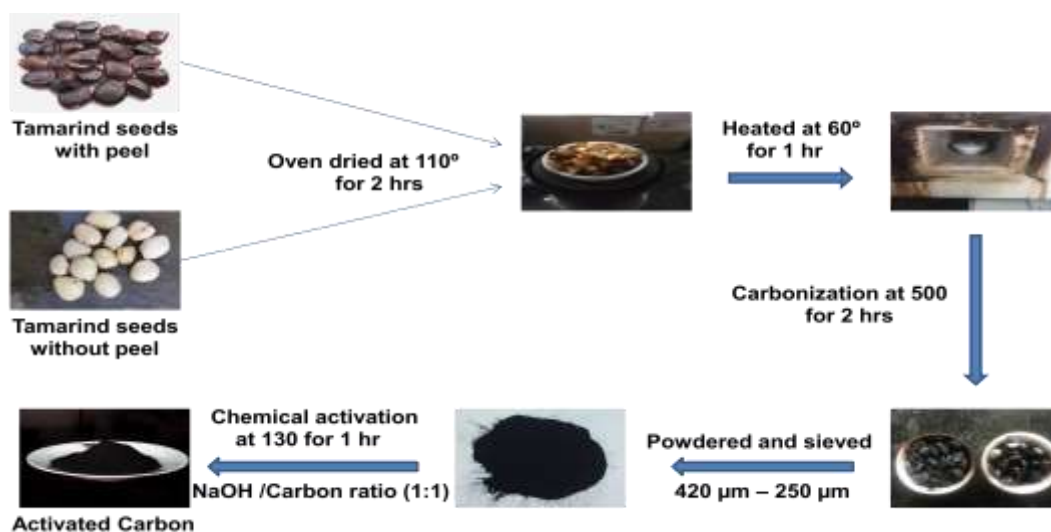 Tamarind seeds
with peel
Oven dried at 110º
for 2 hrs
Heated at 60º
for 1 hr
Tamarind seeds
without peel
Carbonization at 500
for 2 hrs
Powdered and sieved
420 µm – 250 µm
Chemical activation
at 130 for 1 hr
NaOH /Carbon ratio (1:1)
Activated Carbon